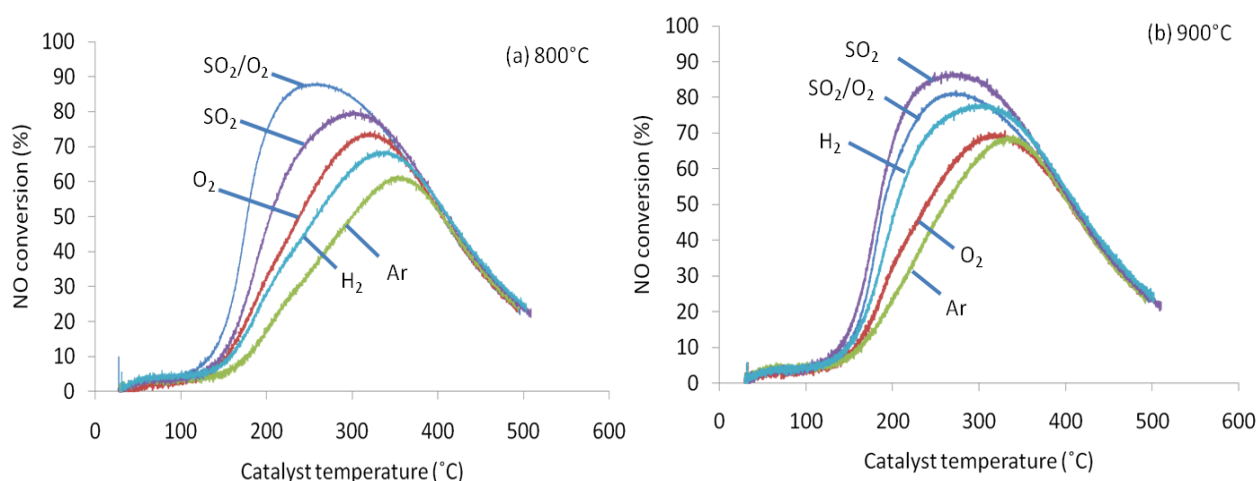 (a) 800°C
NO conversion (%)
100
90
80
70
60
50
40
30
20
10
0
SO2/O2
SO2
O2
H2
Ar
0 100 200 300 400 500 600
Catalyst temperature (˚C)
(b) 900°C
NO conversion (%)
100
90
80
70
60
50
40
30
20
10
0
SO2
SO2/O2
H2
O2
Ar
0 100 200 300 400 500 600
Catalyst temperature (˚C)